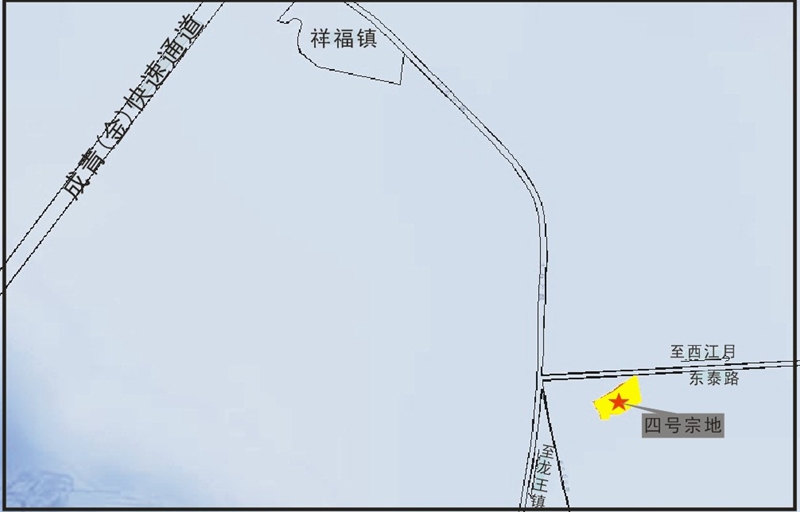 祥福镇
成青(金)快速通道
至西江月
东泰路
四号宗地
至龙王镇